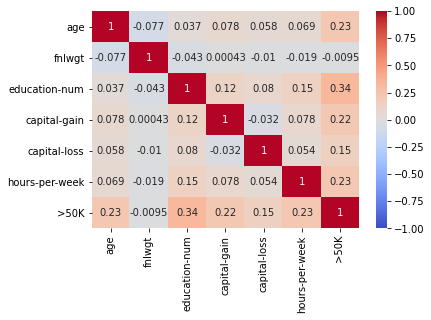 age 1 -0.077 0.037 0.078 0.058 0.069 0.23
fnlwgt -0.077 1 -0.043 0.00043 -0.01 -0.019 -0.0095
education-num 0.037 -0.043 1 0.12 0.08 0.15 0.34
capital-gain 0.078 0.00043 0.12 1 -0.032 0.078 0.22
capital-loss 0.058 -0.01 0.08 -0.032 1 0.054 0.15
hours-per-week 0.069 -0.019 0.15 0.078 0.054 1 0.23
>50K 0.23 -0.0095 0.34 0.22 0.15 0.23 1
age fnlwgt education-num capital-gain capital-loss hours-per-week >50K
1.00
0.75
0.50
0.25
0.00
-0.25
-0.50
-0.75
-1.00